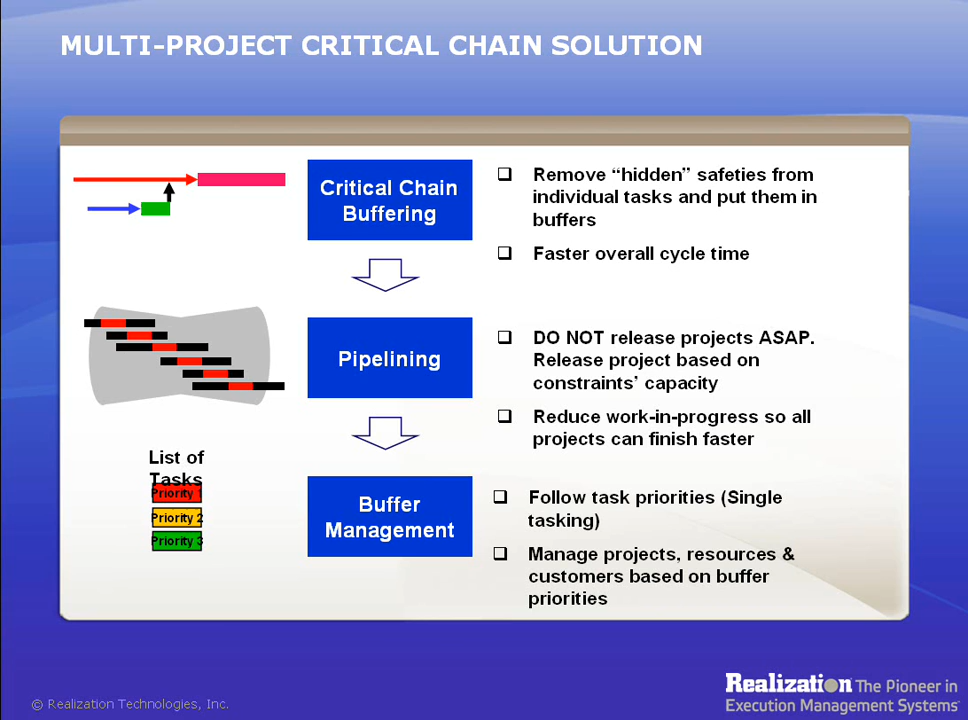 MULTI-PROJECT CRITICAL CHAIN SOLUTION
Critical Chain
Buffering
Remove “hidden” safeties from
individual tasks and put them in
buffers
Faster overall cycle time
Pipelining
DO NOT release projects ASAP.
Release project based on
constraints’ capacity
Reduce work-in-progress so all
projects can finish faster
List of
Tasks
Priority 1
Priority 2
Priority 3
Buffer
Management
Follow task priorities (Single
tasking)
Manage projects, resources &
customers based on buffer
priorities
© Realization Technologies, Inc.
Realization® The Pioneer in
Execution Management Systems®